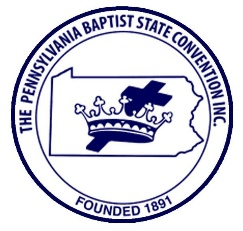 THE PENNSYLVANIA BAPTIST STATE CONVENTION INC.
FOUNDED 1891